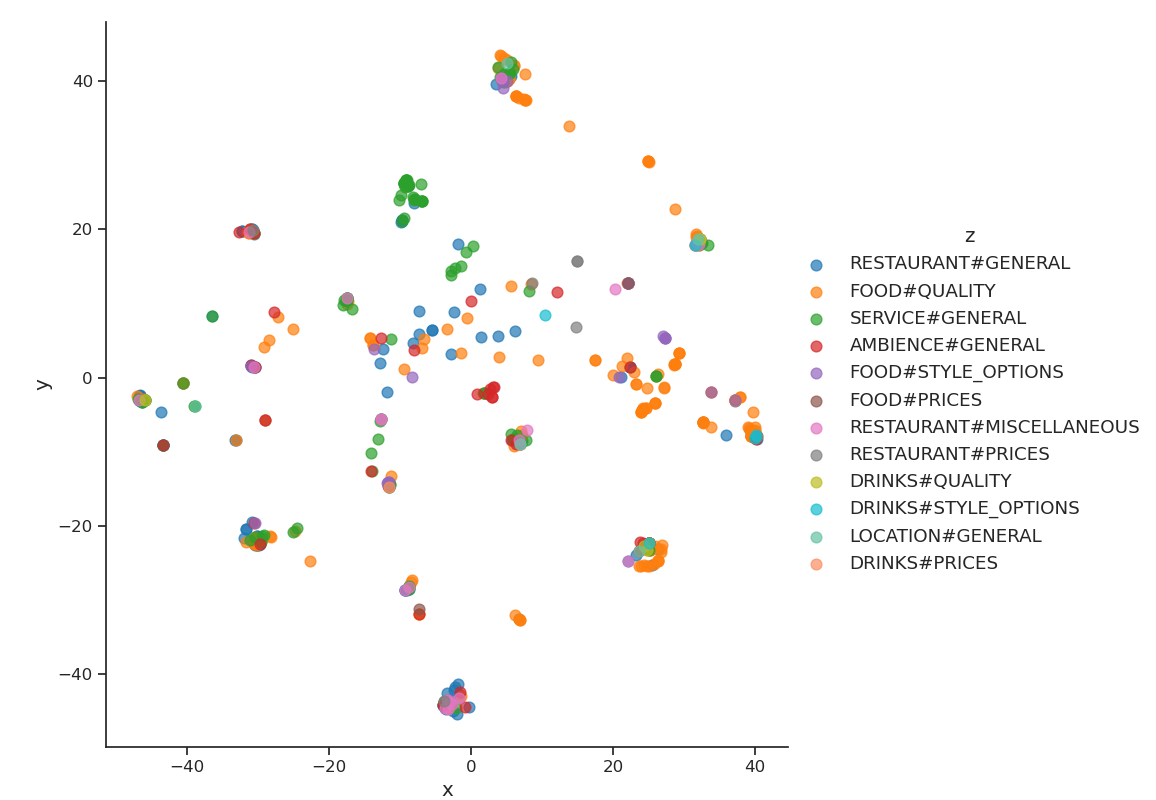 40
20
0
−20
−40
y
−40
−20
0
20
40
x
z
RESTAURANT#GENERAL
FOOD#QUALITY
SERVICE#GENERAL
AMBIENCE#GENERAL
FOOD#STYLE_OPTIONS
FOOD#PRICES
RESTAURANT#MISCELLANEOUS
RESTAURANT#PRICES
DRINKS#QUALITY
DRINKS#STYLE_OPTIONS
LOCATION#GENERAL
DRINKS#PRICES